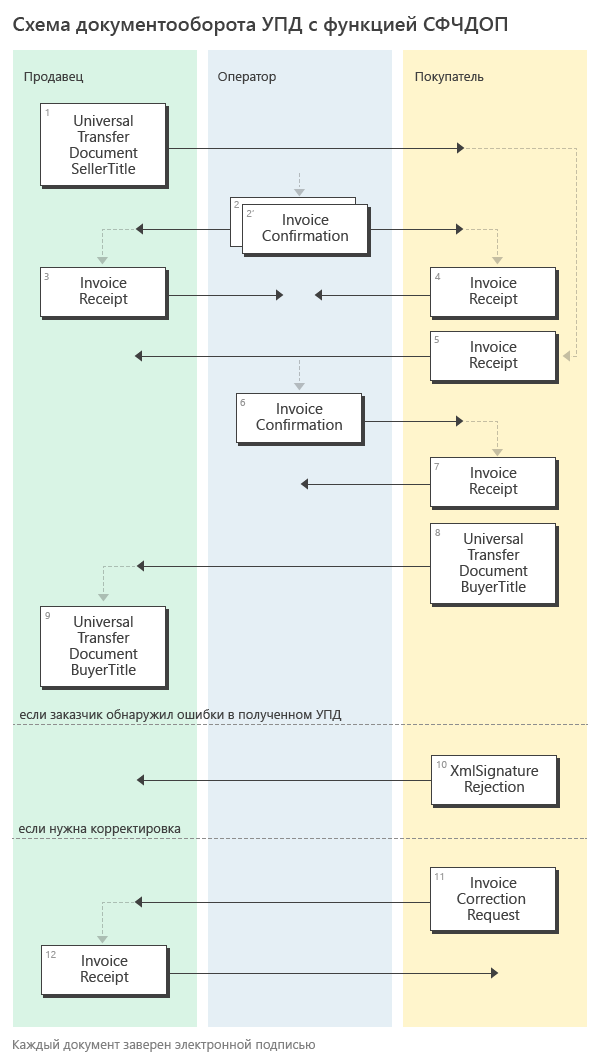 Схема документооборота УПД с функцией СФЧДОП
Продавец
Оператор
Покупатель
1
Universal
Transfer
Document
SellerTitle
2
2'
Invoice
Confirmation
3
Invoice
Receipt
4
Invoice
Receipt
5
Invoice
Receipt
6
Invoice
Confirmation
7
Invoice
Receipt
8
Universal
Transfer
Document
BuyerTitle
9
Universal
Transfer
Document
BuyerTitle
если заказчик обнаружил ошибки в полученном УПД
10
XmlSignature
Rejection
если нужна корректировка
11
Invoice
Correction
Request
12
Invoice
Receipt
Каждый документ заверен электронной подписью